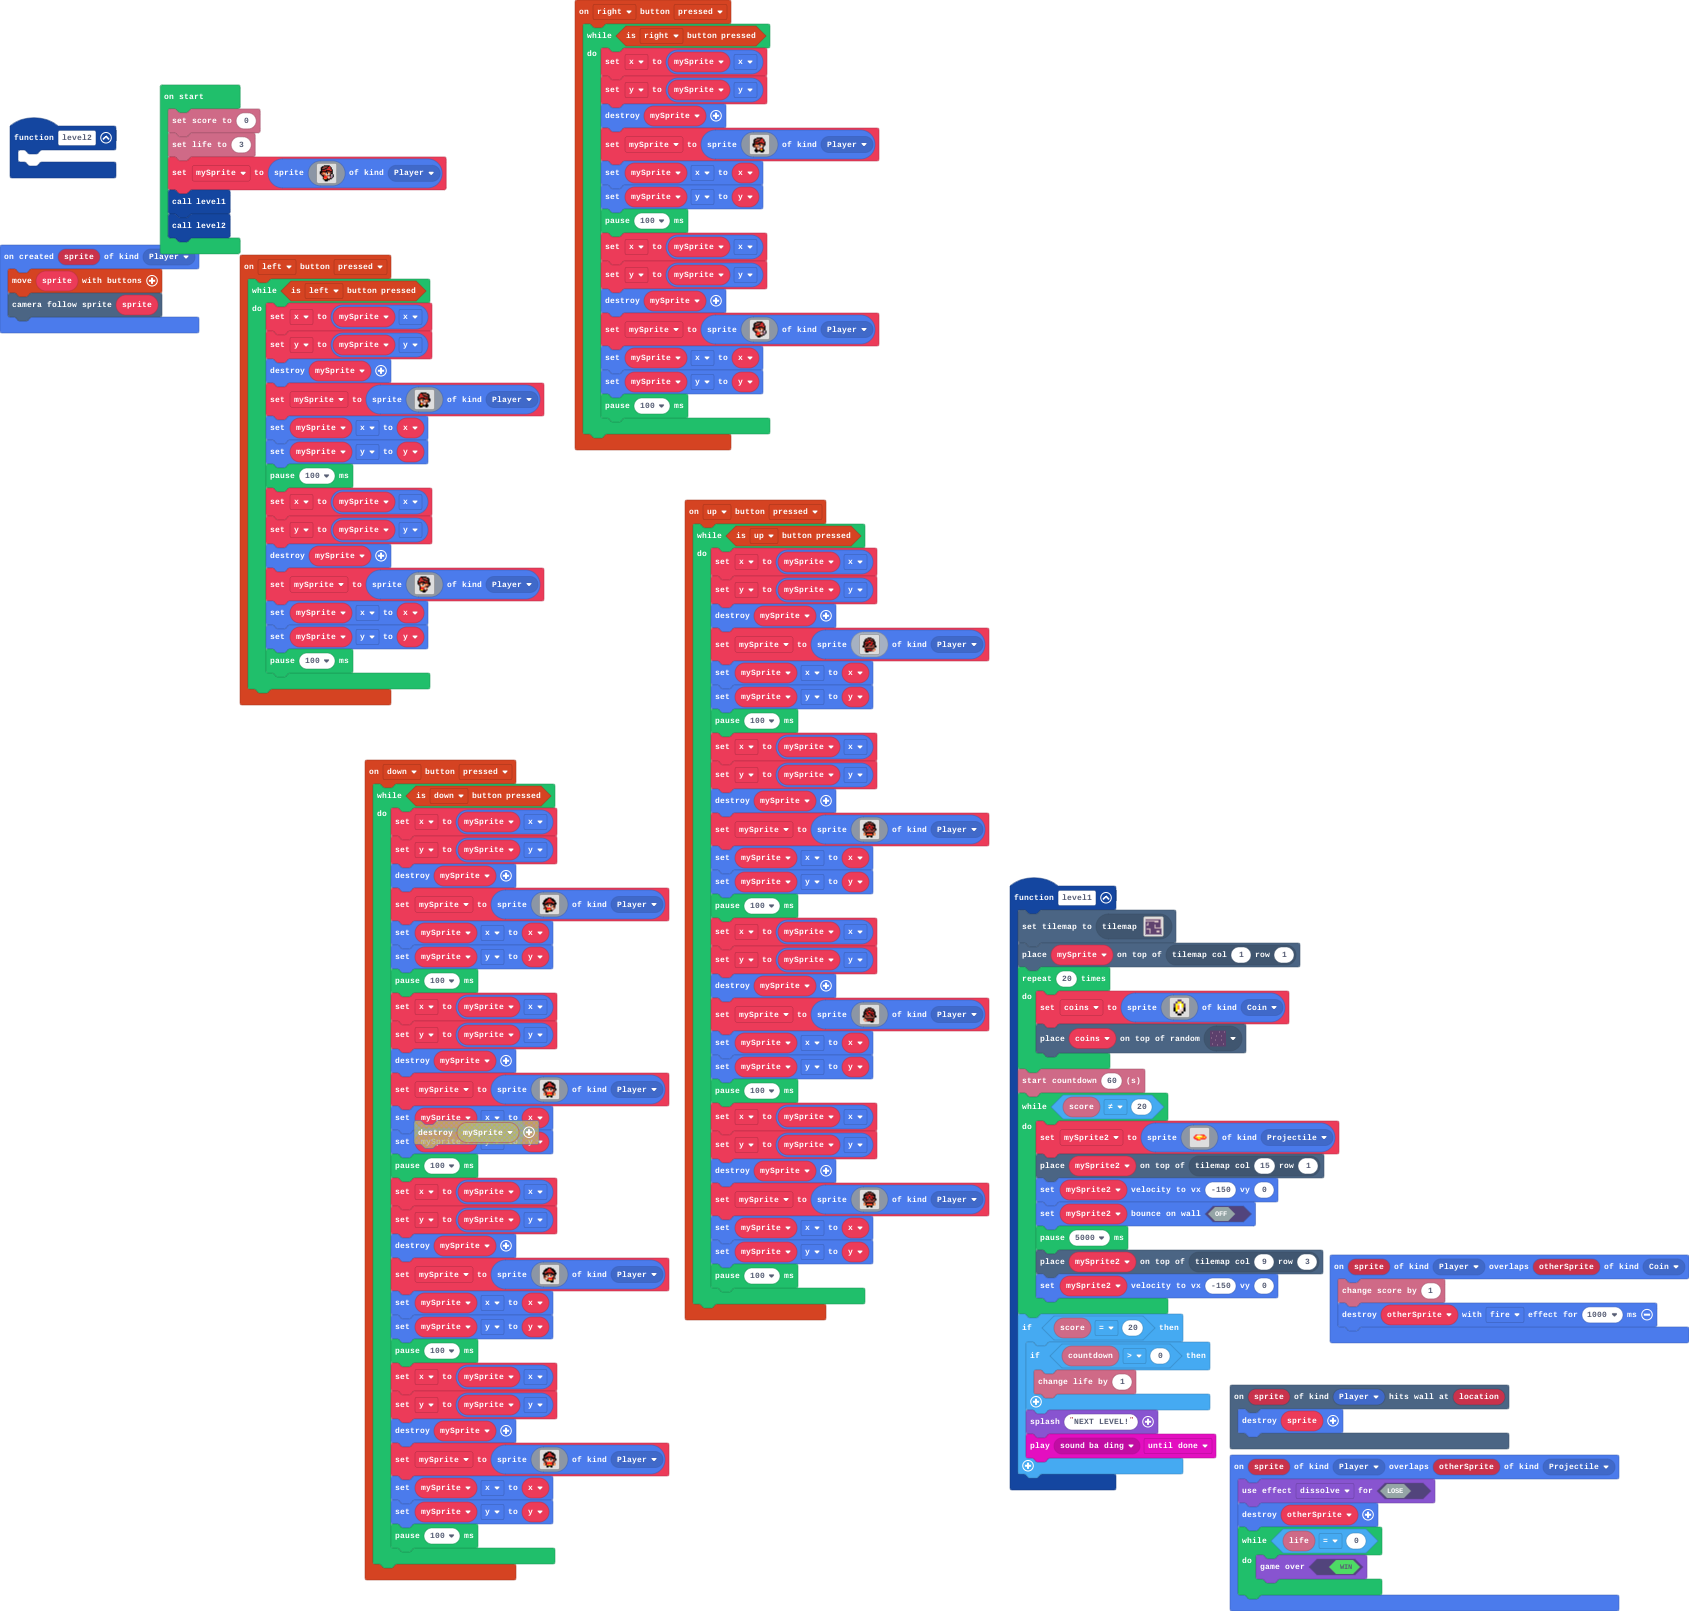 on start
set score to 0
set life to 3
set mySprite to sprite of kind Player
call level1
call level2
function level2
on created sprite of kind Player
move sprite with buttons
camera follow sprite sprite
on left button pressed
while is left button pressed
do
set x to mySprite x
set y to mySprite y
destroy mySprite
set mySprite to sprite of kind Player
set mySprite x to x
set mySprite y to y
pause 100 ms
set x to mySprite x
set y to mySprite y
destroy mySprite
set mySprite to sprite of kind Player
set mySprite x to x
set mySprite y to y
pause 100 ms
on right button pressed
while is right button pressed
do
set x to mySprite x
set y to mySprite y
destroy mySprite
set mySprite to sprite of kind Player
set mySprite x to x
set mySprite y to y
pause 100 ms
set x to mySprite x
set y to mySprite y
destroy mySprite
set mySprite to sprite of kind Player
set mySprite x to x
set mySprite y to y
pause 100 ms
on up button pressed
while is up button pressed
do
set x to mySprite x
set y to mySprite y
destroy mySprite
set mySprite to sprite of kind Player
set mySprite x to x
set mySprite y to y
pause 100 ms
set x to mySprite x
set y to mySprite y
destroy mySprite
set mySprite to sprite of kind Player
set mySprite x to x
set mySprite y to y
pause 100 ms
set x to mySprite x
set y to mySprite y
destroy mySprite
set mySprite to sprite of kind Player
set mySprite x to x
set mySprite y to y
pause 100 ms
set x to mySprite x
set y to mySprite y
destroy mySprite
set mySprite to sprite of kind Player
set mySprite x to x
set mySprite y to y
pause 100 ms
on down button pressed
while is down button pressed
do
set x to mySprite x
set y to mySprite y
destroy mySprite
set mySprite to sprite of kind Player
set mySprite x to x
set mySprite y to y
pause 100 ms
set x to mySprite x
set y to mySprite y
destroy mySprite
set mySprite to sprite of kind Player
set mySprite x to x
destroy mySprite
set mySprite y
pause 100 ms
set x to mySprite x
set y to mySprite y
destroy mySprite
set mySprite to sprite of kind Player
set mySprite x to x
set mySprite y to y
pause 100 ms
set x to mySprite x
set y to mySprite y
destroy mySprite
set mySprite to sprite of kind Player
set mySprite x to x
set mySprite y to y
pause 100 ms
function level1
set tilemap to tilemap
place mySprite on top of tilemap col 1 row 1
repeat 20 times
do
set coins to sprite of kind Coin
place coins on top of random
start countdown 60 (s)
while score ≠ 20
do
set mySprite2 to sprite of kind Projectile
place mySprite2 on top of tilemap col 15 row 1
set mySprite2 velocity to vx -150 vy 0
set mySprite2 bounce on wall OFF
pause 5000 ms
place mySprite2 on top of tilemap col 9 row 3
set mySprite2 velocity to vx -150 vy 0
if score = 20 then
if countdown > 0 then
change life by 1
splash "NEXT LEVEL!"
play sound ba ding until done
on sprite of kind Player overlaps otherSprite of kind Coin
change score by 1
destroy otherSprite with fire effect for 1000 ms
on sprite of kind Player hits wall at location
destroy sprite
on sprite of kind Player overlaps otherSprite of kind Projectile
use effect dissolve for LOSE
destroy otherSprite
while life = 0
do
game over WIN